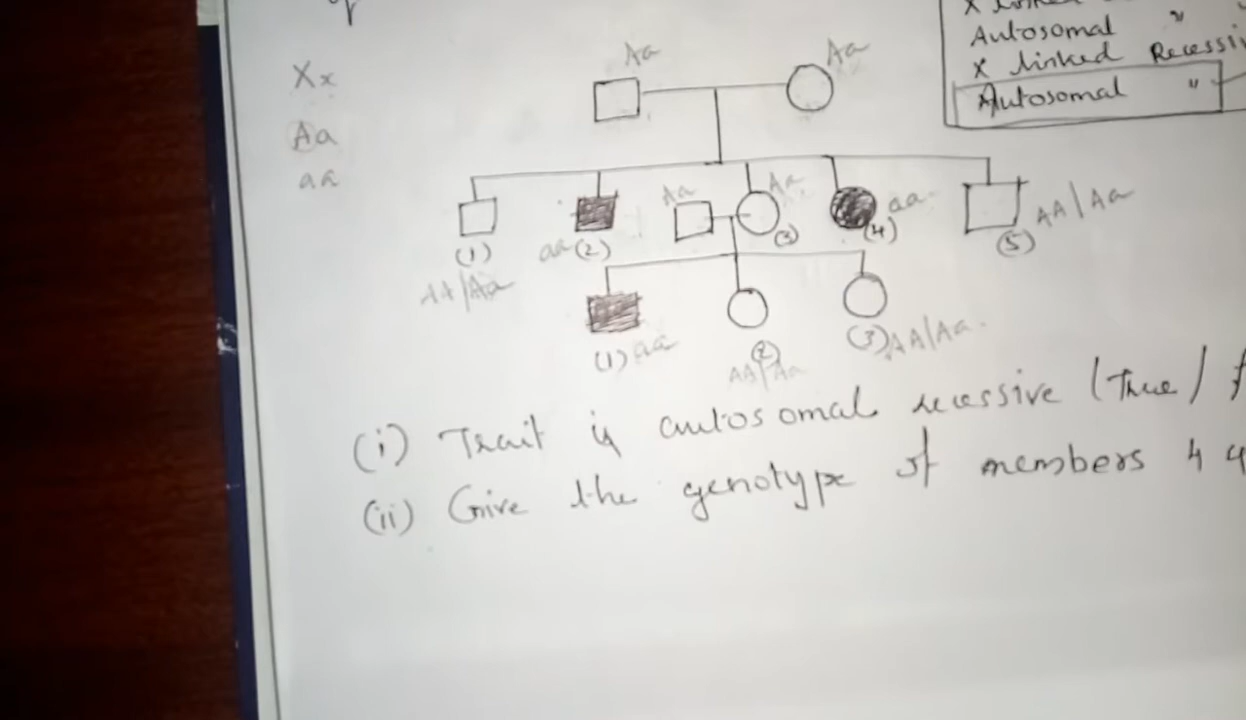 Autosomal "
X linked Recessi
Autosomal "
Xx
Aa
aa
Aa
Aa
Aa
Aa
(1)
aa (2)
(3)
aa
(4)
(5) AA|Aa
AA|Aa
(1) aa
(2)
AA|Aa
(3) AA|Aa
(i) Trait is autosomal recessive (True/
(ii) Give the genotype of members 4